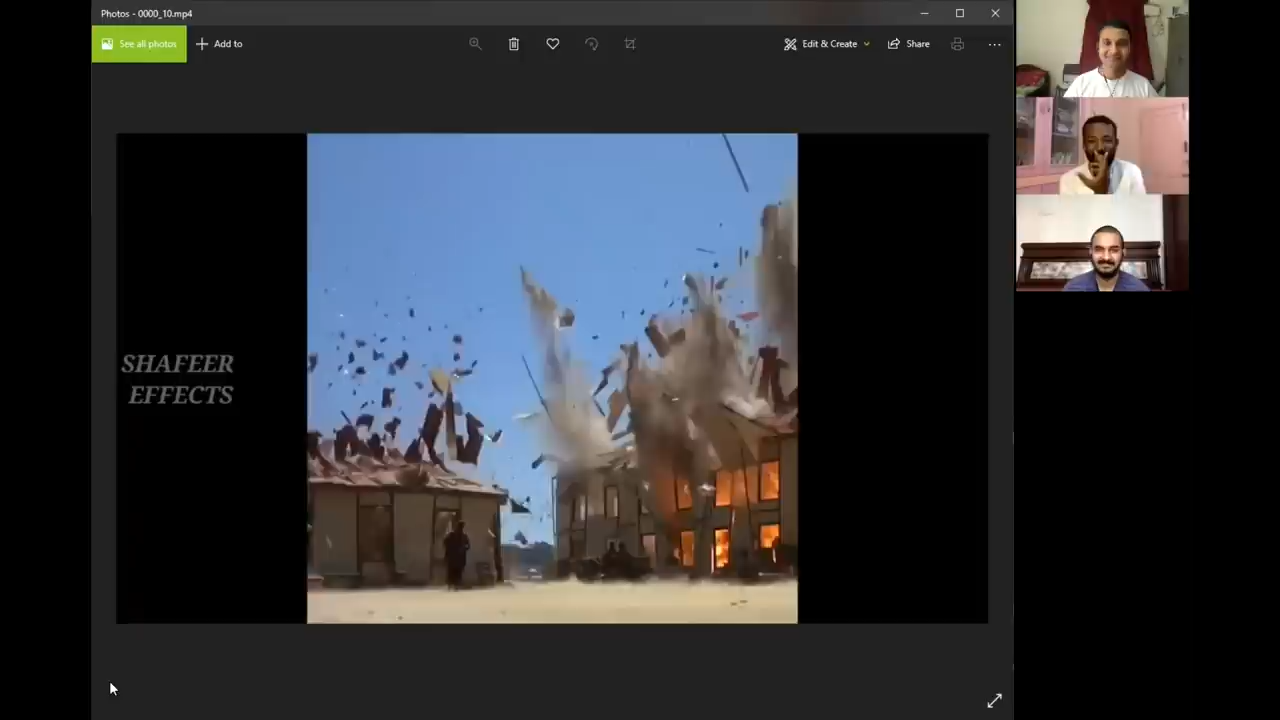 Photos - 0000_10.mp4
See all photos
Add to
Edit & Create
Share
SHAFEER
EFFECTS